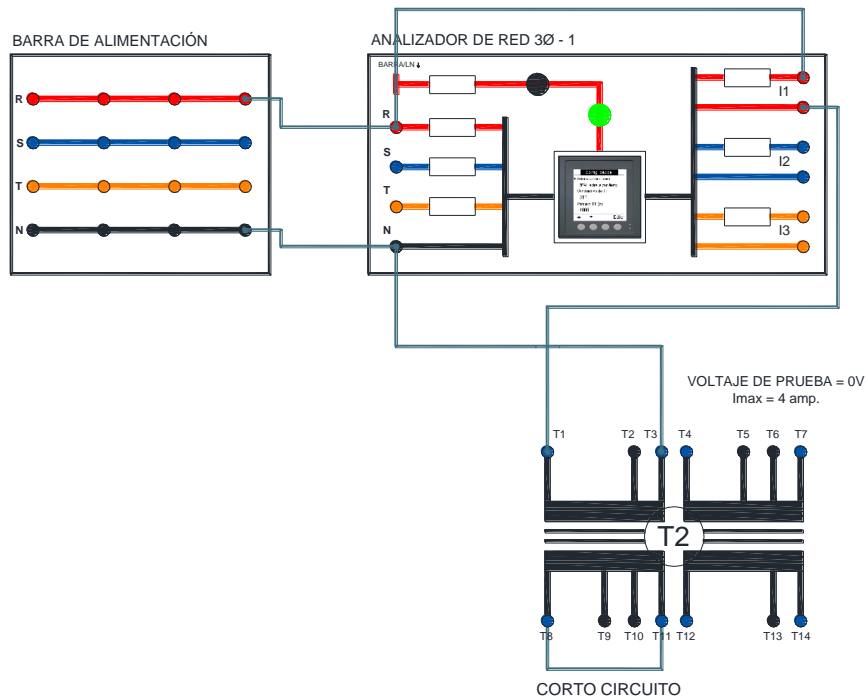 BARRA DE ALIMENTACIÓN
R
S
T
N
ANALIZADOR DE RED 3Ø - 1
BARRA/LN
R
S
T
N
I1
I2
I3
Edic
VOLTAJE DE PRUEBA = 0V
Imax = 4 amp.
T1
T2
T3
T4
T5
T6
T7
T2
T8
T9
T10
T11
T12
T13
T14
CORTO CIRCUITO